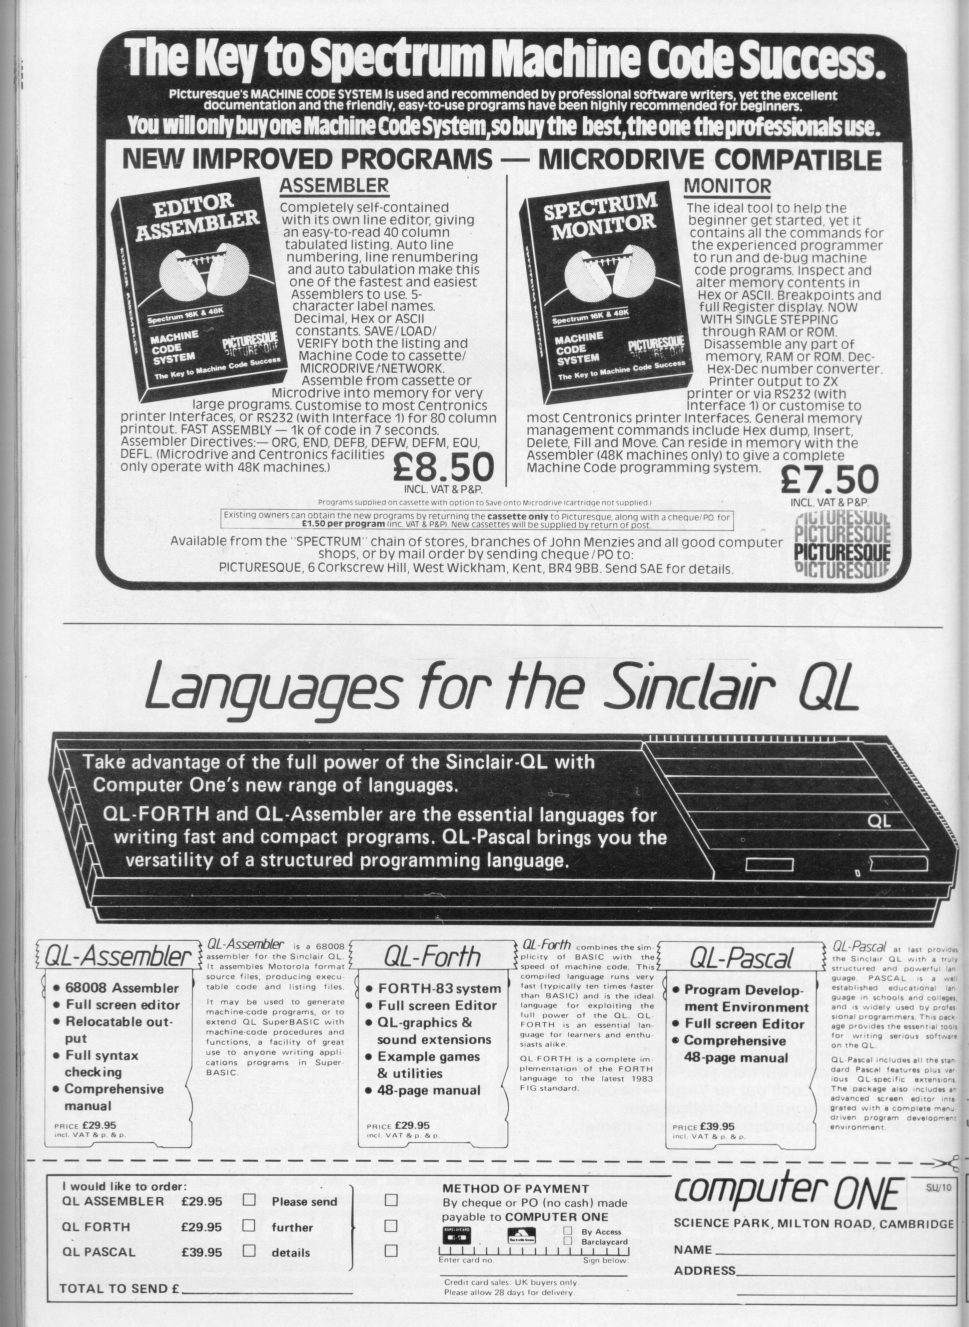 The Key to Spectrum Machine Code Success.
Picturesque's MACHINE CODE SYSTEM is used and recommended by professional software writers, yet the excellent
documentation and the friendly, easy-to-use programs have been highly recommended for beginners.
You will only buy one Machine Code System, so buy the best, the one the professionals use.
NEW IMPROVED PROGRAMS — MICRODRIVE COMPATIBLE
EDITOR
ASSEMBLER
Spectrum 16K & 48K
MACHINE
CODE
SYSTEM
PICTURESQUE
The Key to Machine Code Success
ASSEMBLER
Completely self-contained
with its own line editor, giving
an easy-to-read 40 column
tabulated listing. Auto line
numbering, line renumbering
and auto tabulation make this
one of the fastest and easiest
Assemblers to use. 5-
character label names.
Decimal, Hex or ASCII
constants. SAVE/LOAD/
VERIFY both the listing and
Machine Code to cassette/
MICRODRIVE/NETWORK.
Assemble from cassette or
Microdrive into memory for very
large programs. Customise to most Centronics
printer Interfaces, or RS232 (with Interface 1) for 80 column
printout. FAST ASSEMBLY — 1k of code in 7 seconds.
Assembler Directives:— ORG, END, DEFB, DEFW, DEFM, EQU,
DEFL. (Microdrive and Centronics facilities
only operate with 48K machines.)
£8.50
INCL. VAT & P&P.
SPECTRUM
MONITOR
Spectrum 16K & 48K
MACHINE
CODE
SYSTEM
PICTURESQUE
The Key to Machine Code Success
MONITOR
The ideal tool to help the
beginner get started, yet it
contains all the commands for
the experienced programmer
to run and de-bug machine
code programs. Inspect and
alter memory contents in
Hex or ASCII. Breakpoints and
full Register display. NOW
WITH SINGLE STEPPING
through RAM or ROM.
Disassemble any part of
memory, RAM or ROM. Dec-
Hex-Dec number converter.
Printer output to ZX
printer or via RS232 (with
Interface 1) or customise to
most Centronics printer Interfaces. General memory
management commands include Hex dump, Insert,
Delete, Fill and Move. Can reside in memory with the
Assembler (48K machines only) to give a complete
Machine Code programming system.
£7.50
INCL. VAT & P&P.
Programs supplied on cassette with option to Save onto Microdrive (cartridge not supplied.)
Existing owners can obtain the new programs by returning the cassette only to Picturesque, along with a cheque/PO. for
£1.50 per program (inc. VAT & P&P). New cassettes will be supplied by return of post.
Available from the "SPECTRUM" chain of stores, branches of John Menzies and all good computer
shops, or by mail order by sending cheque/PO to:
PICTURESQUE, 6 Corkscrew Hill, West Wickham, Kent, BR4 9BB. Send SAE for details.
PICTURESQUE
PICTURESQUE
PICTURESQUE
PICTURESQUE
Languages for the Sinclair QL
Take advantage of the full power of the Sinclair-QL with
Computer One's new range of languages.
QL-FORTH and QL-Assembler are the essential languages for
writing fast and compact programs. QL-Pascal brings you the
versatility of a structured programming language.
QL
QL-Assembler
• 68008 Assembler
• Full screen editor
• Relocatable out-
put
• Full syntax
checking
• Comprehensive
manual
PRICE £29.95
incl. VAT & p. & p.
QL-Assembler is a 68008
assembler for the Sinclair QL.
It assembles Motorola format
source files, producing execu-
table code and listing files.
It may be used to generate
machine-code programs, or to
extend QL SuperBASIC with
machine-code procedures and
functions, a facility of great
use to anyone writing appli-
cations programs in Super-
BASIC.
QL-Forth
• FORTH-83 system
• Full screen Editor
• QL-graphics &
sound extensions
• Example games
& utilities
• 48-page manual
PRICE £29.95
incl. VAT & p. & p.
QL-Forth combines the sim-
plicity of BASIC with the
speed of machine code. This
compiled language runs very
fast (typically ten times faster
than BASIC) and is the ideal
language for exploiting the
full power of the QL. QL-
FORTH is an essential lan-
guage for learners and enthu-
siasts alike.
QL FORTH is a complete im-
plementation of the FORTH
language to the latest 1983
FIG standard.
QL-Pascal
• Program Develop-
ment Environment
• Full screen Editor
• Comprehensive
48-page manual
PRICE £39.95
incl. VAT & p. & p.
QL-Pascal at last provides
the Sinclair QL with a truly
structured and powerful lan
guage. PASCAL is a well
established educational lan-
guage in schools and colleges,
and is widely used by profes-
sional programmers. This pack-
age provides the essential tools
for writing serious software
on the QL.
QL-Pascal includes all the stan-
dard Pascal features plus var-
ious QL-specific extensions.
The package also includes an
advanced screen editor inte-
grated with a complete menu-
driven program development
environment.
I would like to order:
QL ASSEMBLER £29.95
QL FORTH £29.95
QL PASCAL £39.95
TOTAL TO SEND £
Please send
further
details
METHOD OF PAYMENT
By cheque or PO (no cash) made
payable to COMPUTER ONE
By Access
Barclaycard
Enter card no. Sign below:
Credit card sales: UK buyers only.
Please allow 28 days for delivery.
computer ONE
SU/10
SCIENCE PARK, MILTON ROAD, CAMBRIDGE
NAME
ADDRESS